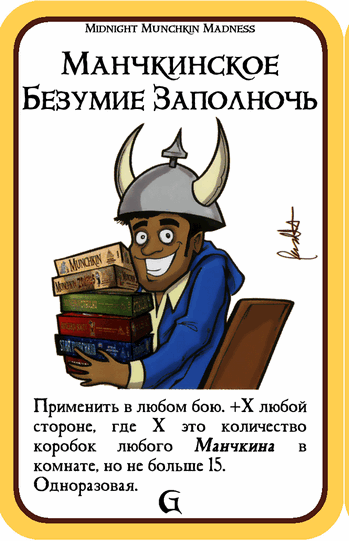 Midnight Munchkin Madness
Манчкинское
Безумие Заполночь
Munchkin
Применить в любом бою. +X любой
стороне, где X это количество
коробок любого Манчкина в
комнате, но не больше 15.
Одноразовая.
G